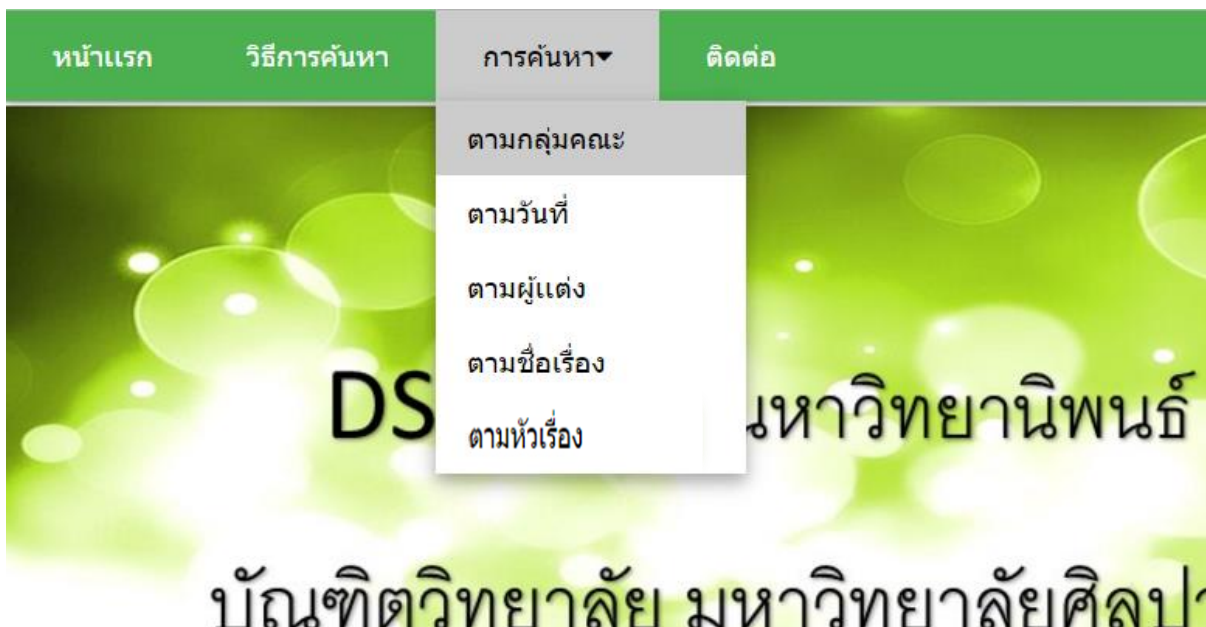 หน้าแรก วิธีการค้นหา การค้นหา▾ ติดต่อ
ตามกลุ่มคณะ
ตามวันที่
ตามผู้แต่ง
ตามชื่อเรื่อง
ตามหัวเรื่อง
DS นหาวิทยานิพนธ์
บัณฑิตวิทยาลัย มหาวิทยาลัยศิลปา